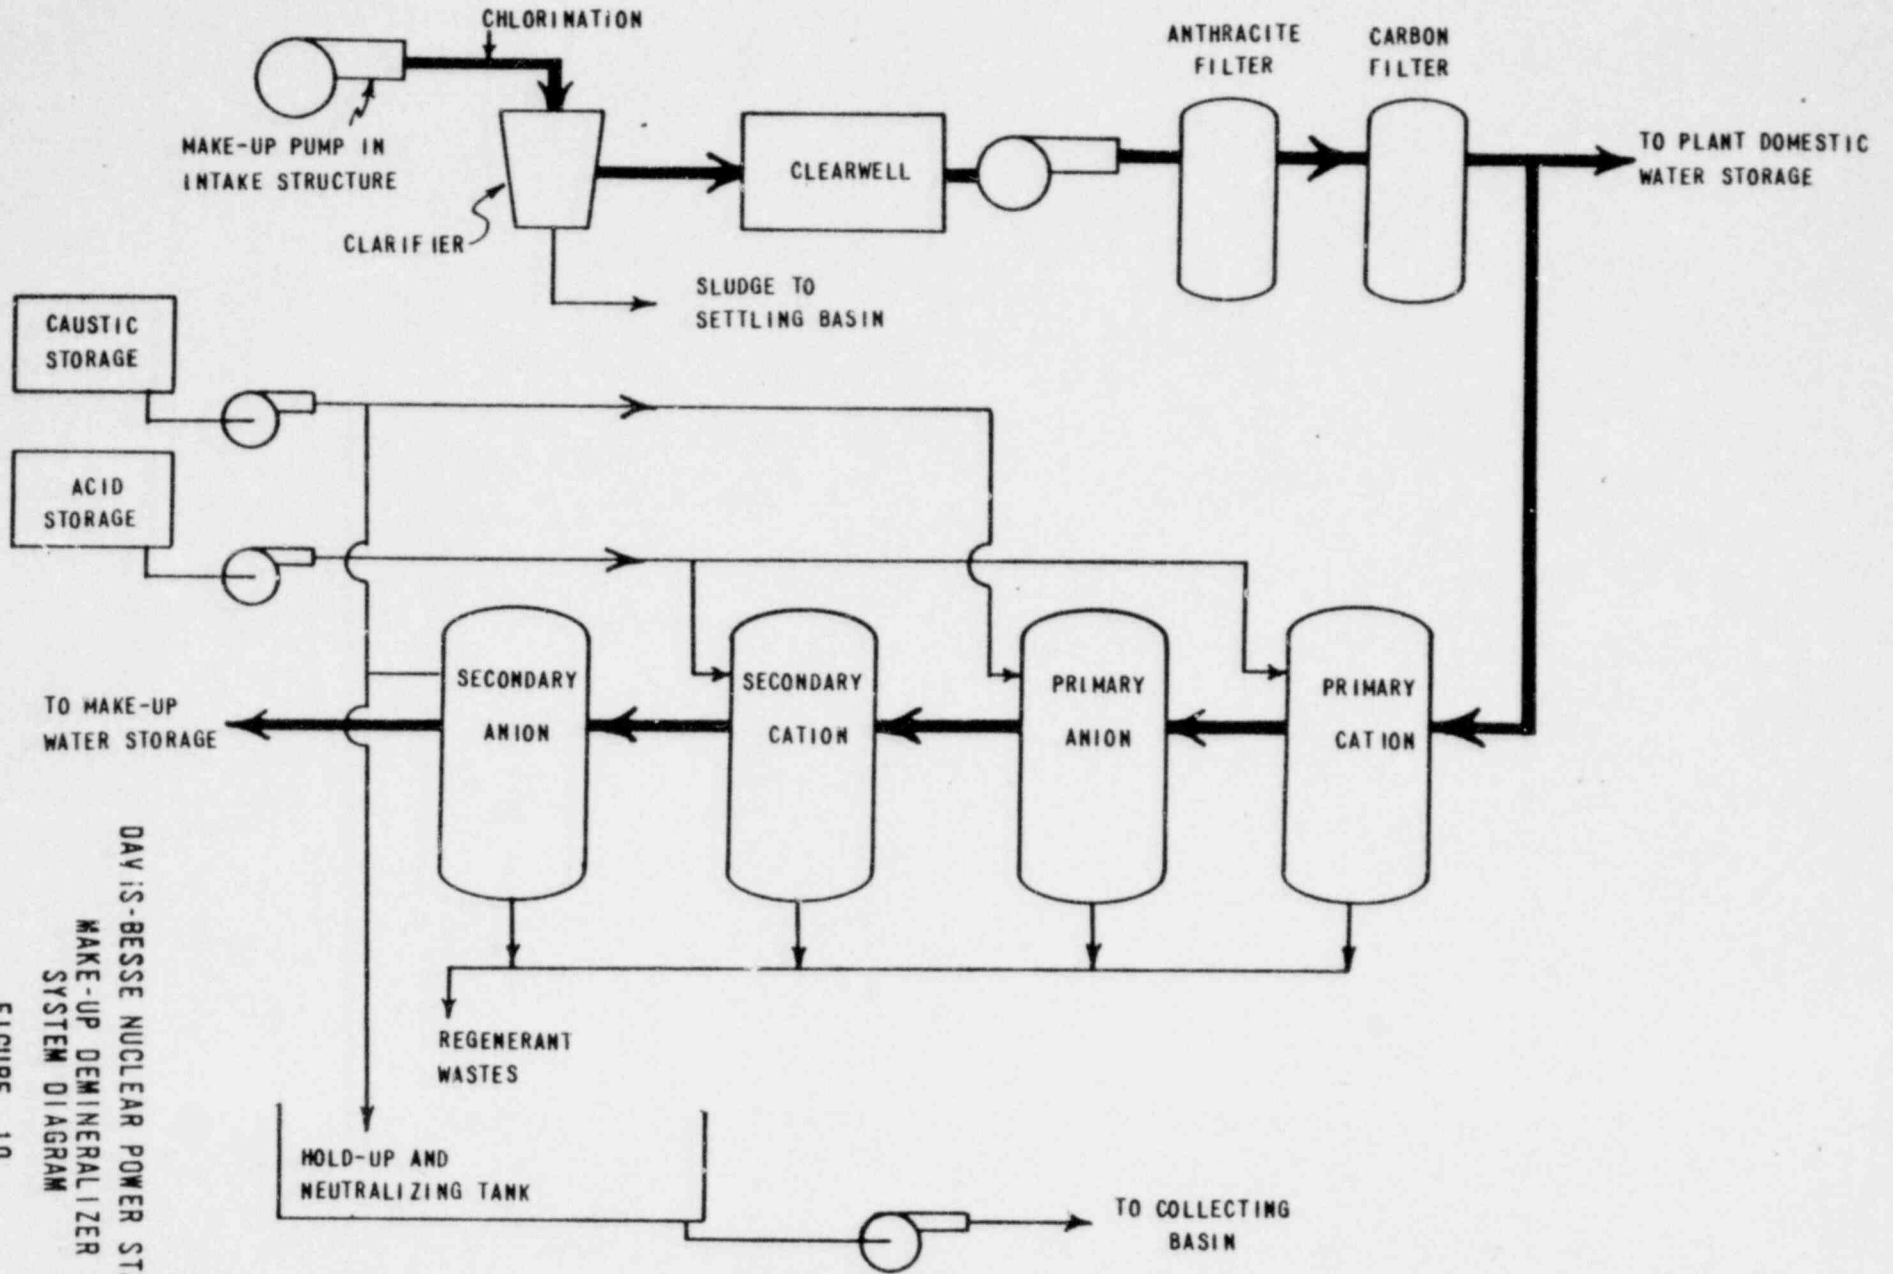 CHLORINATION
MAKE-UP PUMP IN
INTAKE STRUCTURE
CLARIFIER
CLEARWELL
ANTHRACITE
FILTER
CARBON
FILTER
TO PLANT DOMESTIC
WATER STORAGE
SLUDGE TO
SETTLING BASIN
CAUSTIC
STORAGE
ACID
STORAGE
SECONDARY
ANION
SECONDARY
CATION
PRIMARY
ANION
PRIMARY
CATION
TO MAKE-UP
WATER STORAGE
REGENERANT
WASTES
HOLD-UP AND
NEUTRALIZING TANK
TO COLLECTING
BASIN
DAVIS-BESSE NUCLEAR POWER ST
MAKE-UP DEMINERALIZER
SYSTEM DIAGRAM
FIGURE